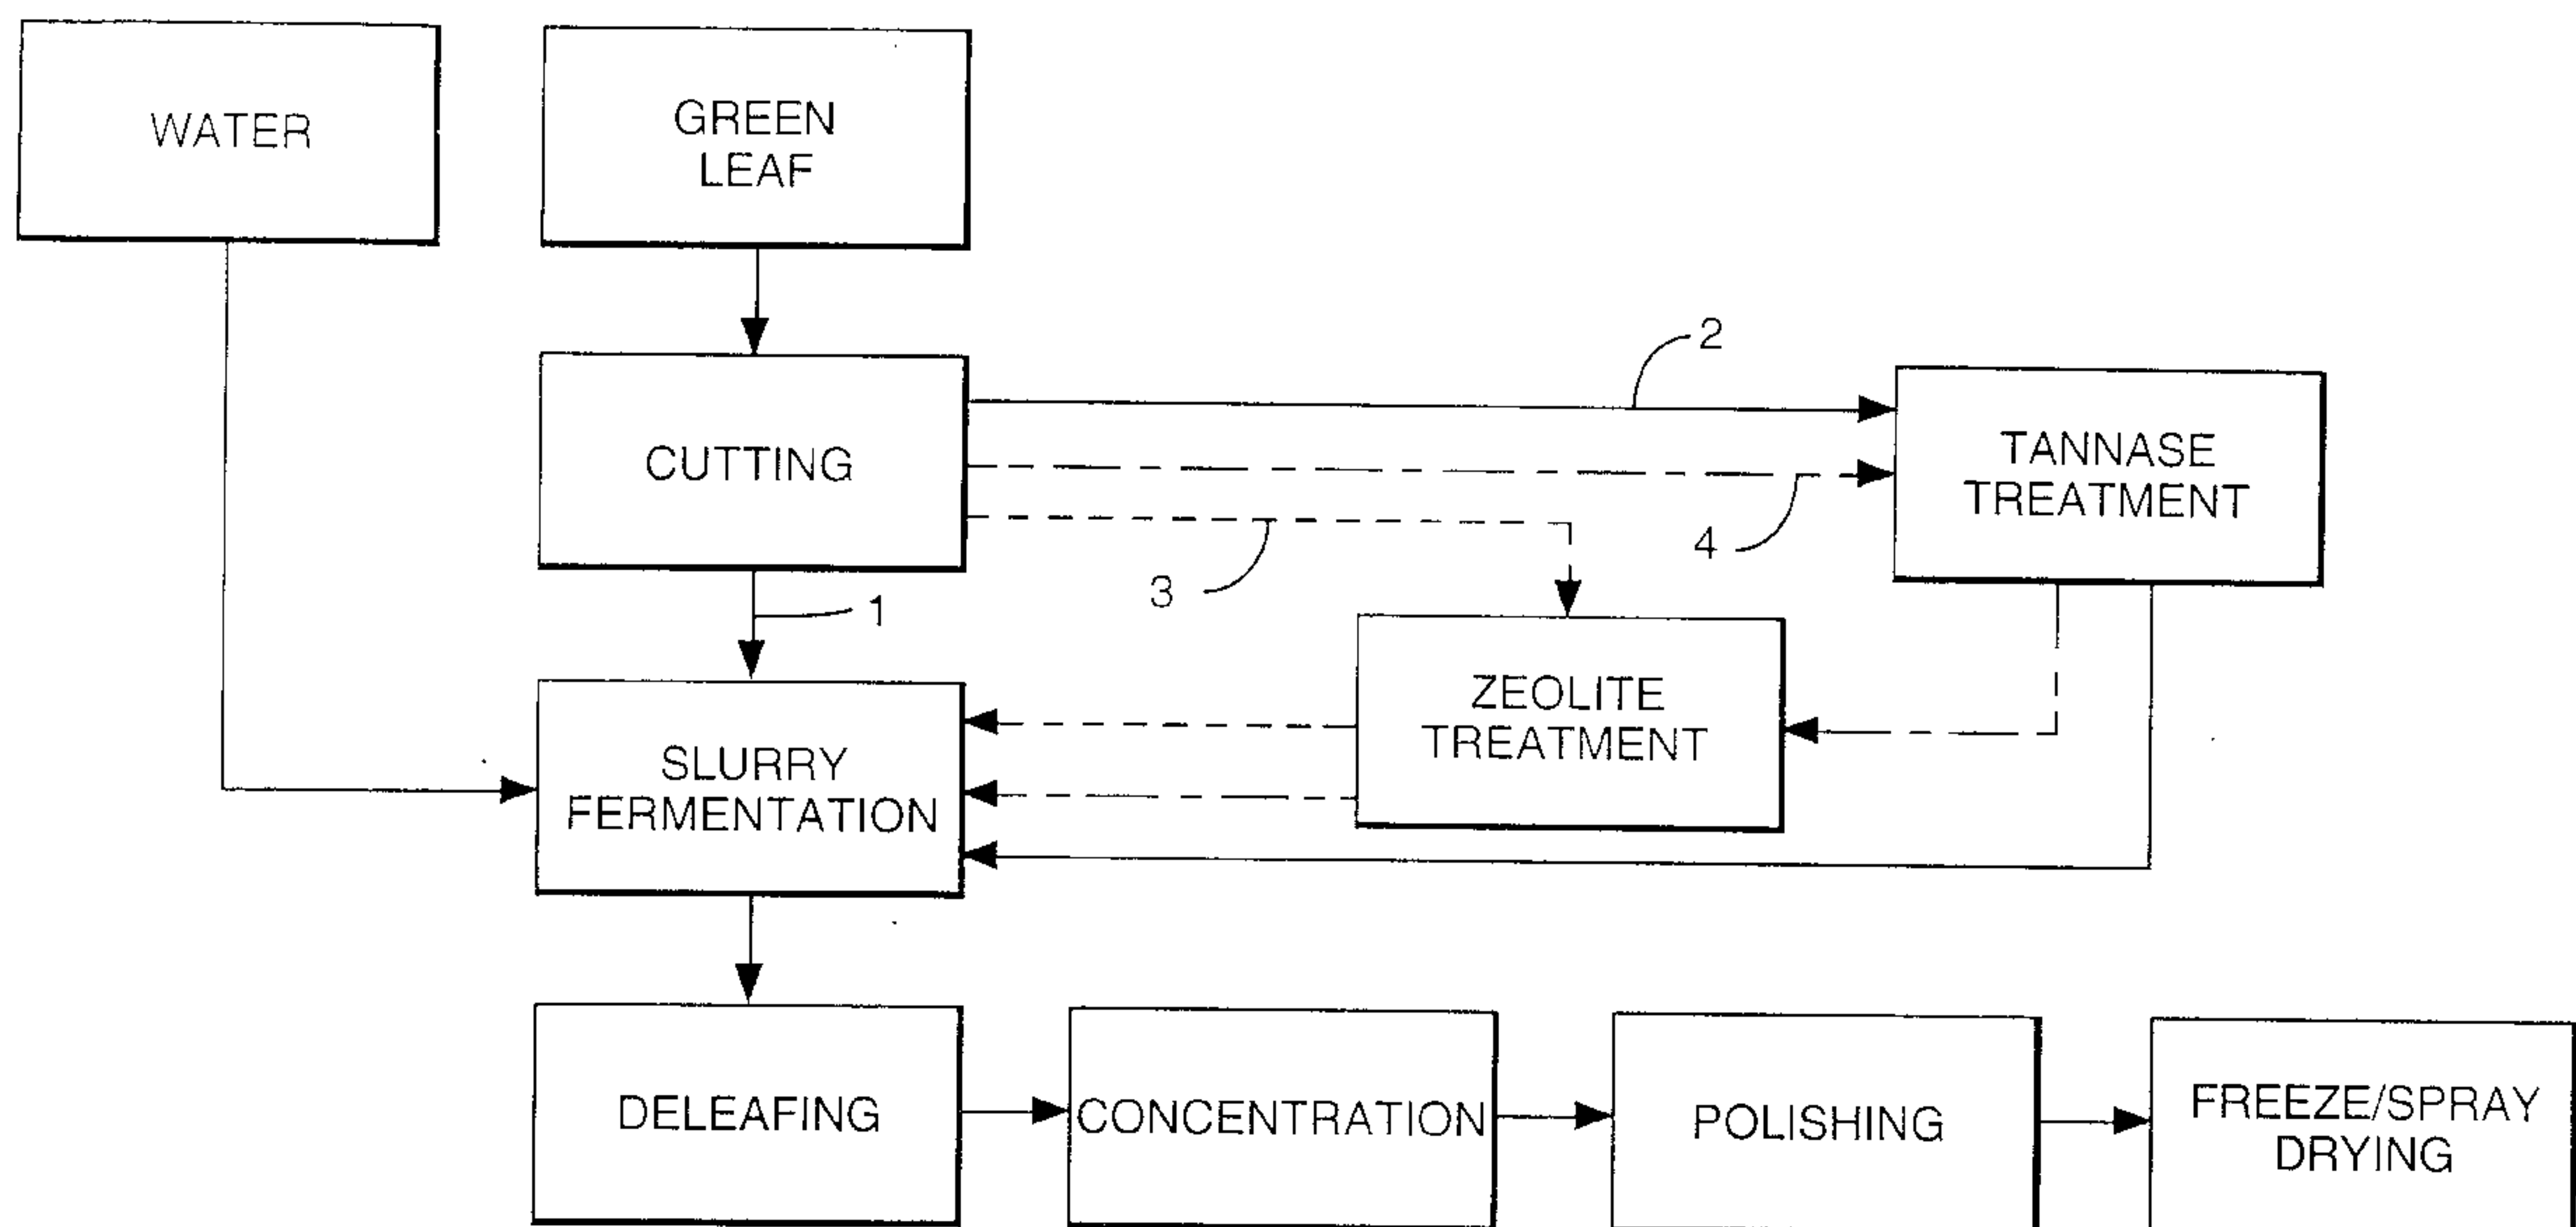 WATER
GREEN
LEAF
CUTTING
2
TANNASE
TREATMENT
4
3
1
ZEOLITE
TREATMENT
SLURRY
FERMENTATION
DELEAFING
CONCENTRATION
POLISHING
FREEZE/SPRAY
DRYING